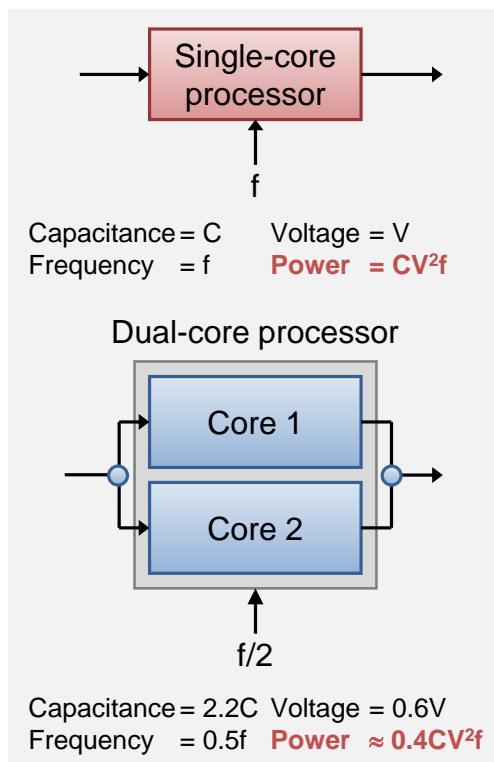 Single-core
processor
f
Capacitance = C Voltage = V
Frequency = f Power = CV²f
Dual-core processor
Core 1
Core 2
f/2
Capacitance = 2.2C Voltage = 0.6V
Frequency = 0.5f Power ≈ 0.4CV²f